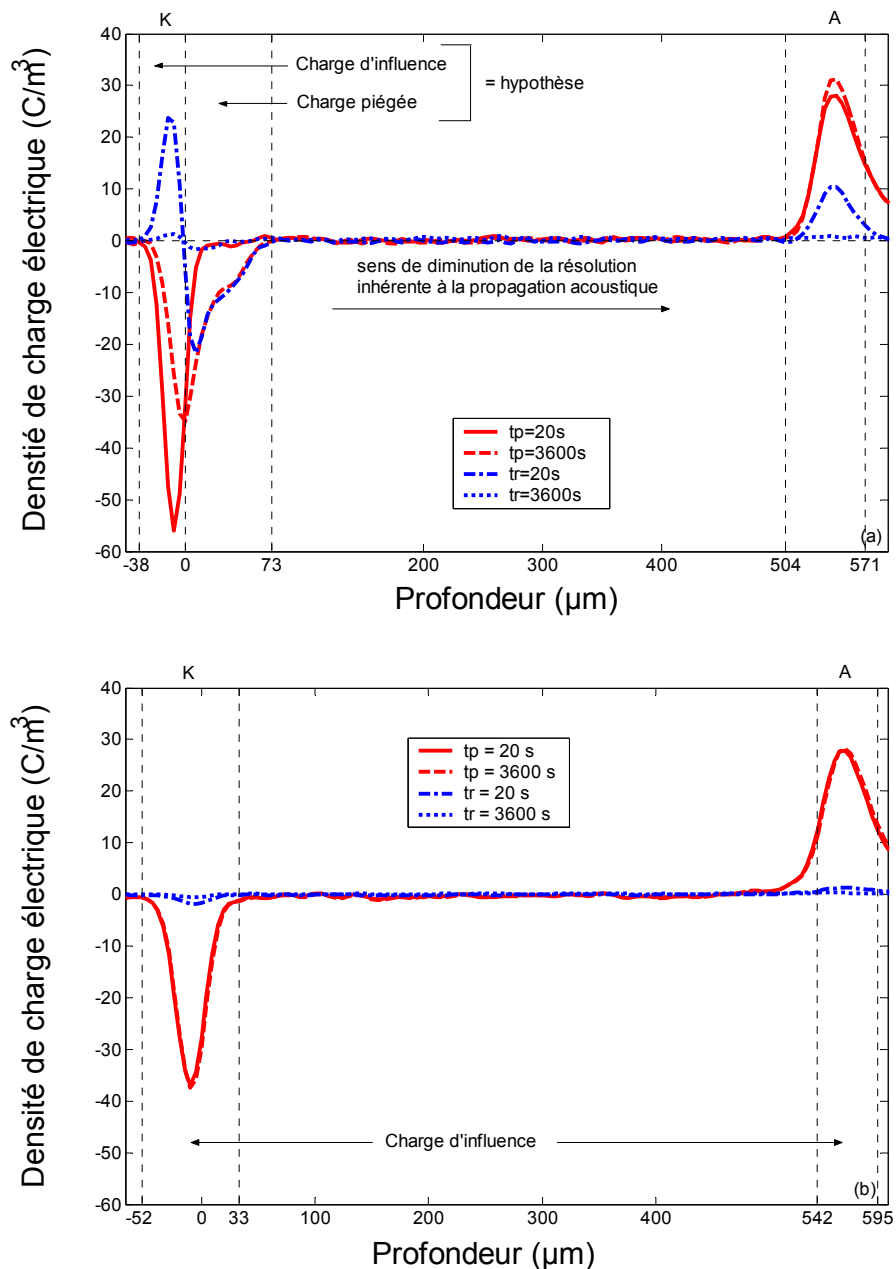 K A
Denstié de charge électrique (C/m³)
40
30
20
10
0
-10
-20
-30
-40
-50
-60
Charge d'influence
Charge piégée
= hypothèse
sens de diminution de la résolution
inhérente à la propagation acoustique
tp=20s
tp=3600s
tr=20s
tr=3600s
(a)
-38 0 73 200 300 400 504 571
Profondeur (µm)
K A
Densité de charge électrique (C/m³)
40
30
20
10
0
-10
-20
-30
-40
-50
-60
tp = 20 s
tp = 3600 s
tr = 20 s
tr = 3600 s
Charge d'influence
(b)
-52 0 33 100 200 300 400 542 595
Profondeur (µm)